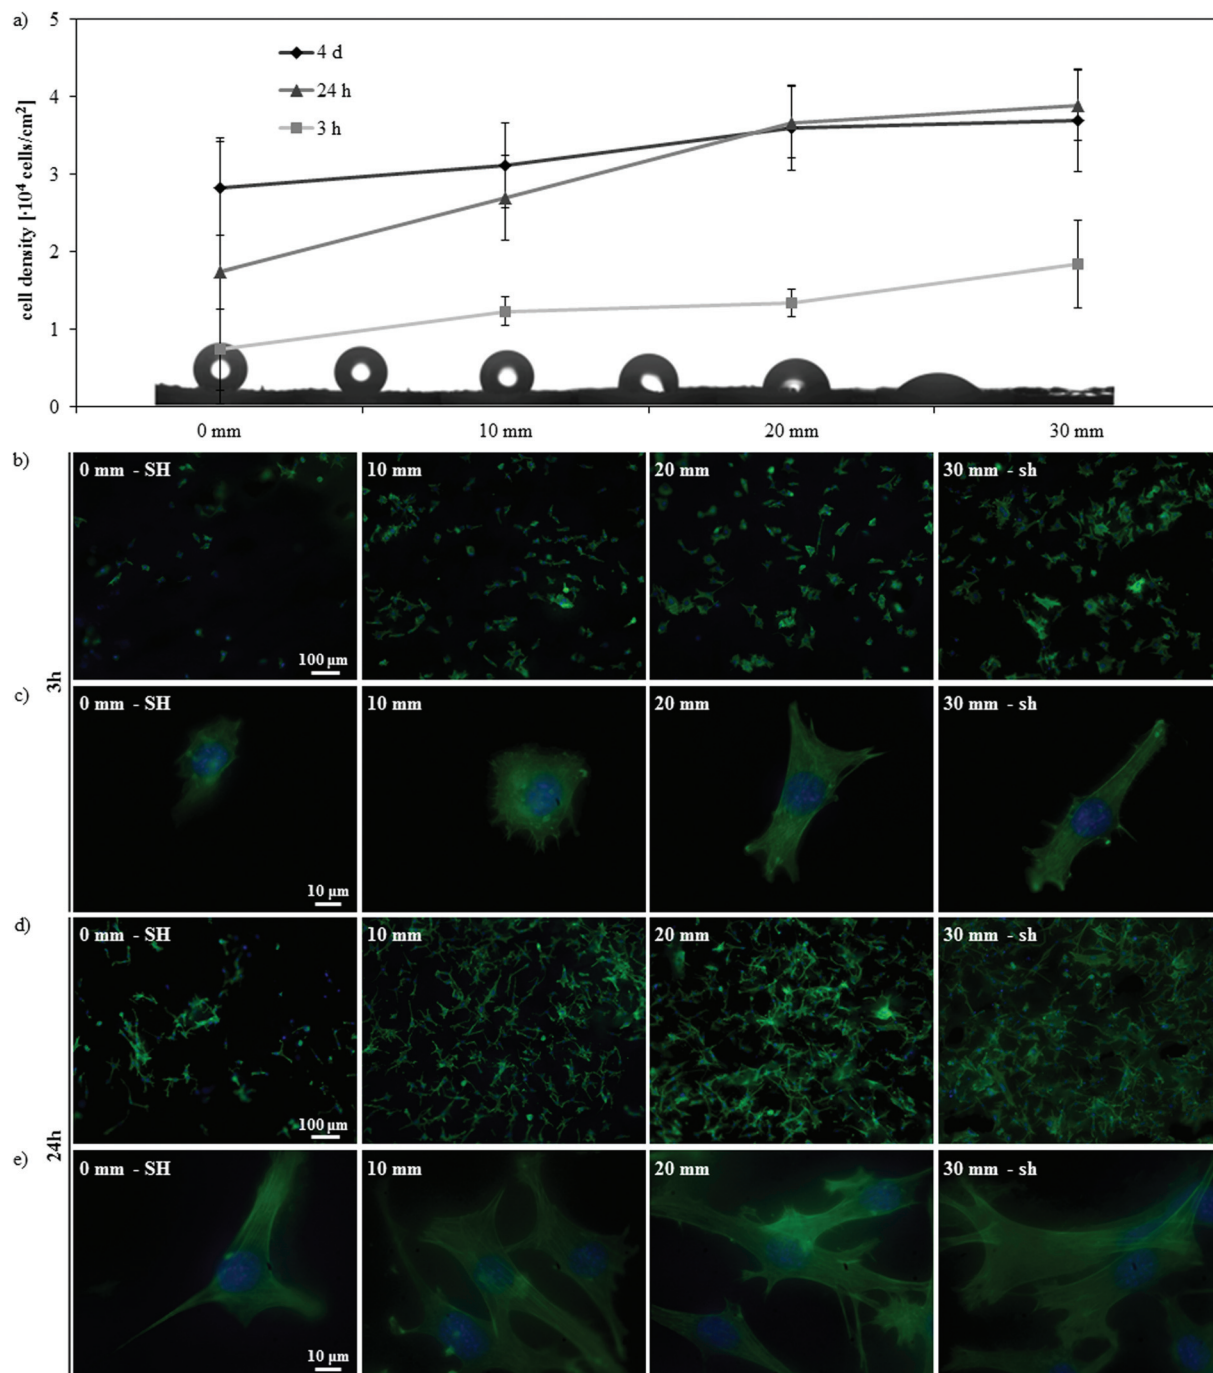 a)
5
4
3
2
1
0
cell density [·10⁴ cells/cm²]
4 d
24 h
3 h
0 mm
10 mm
20 mm
30 mm
b)
3h
0 mm - SH
10 mm
20 mm
30 mm - sh
100 µm
c)
0 mm - SH
10 mm
20 mm
30 mm - sh
10 µm
d)
24h
0 mm - SH
10 mm
20 mm
30 mm - sh
100 µm
e)
0 mm - SH
10 mm
20 mm
30 mm - sh
10 µm